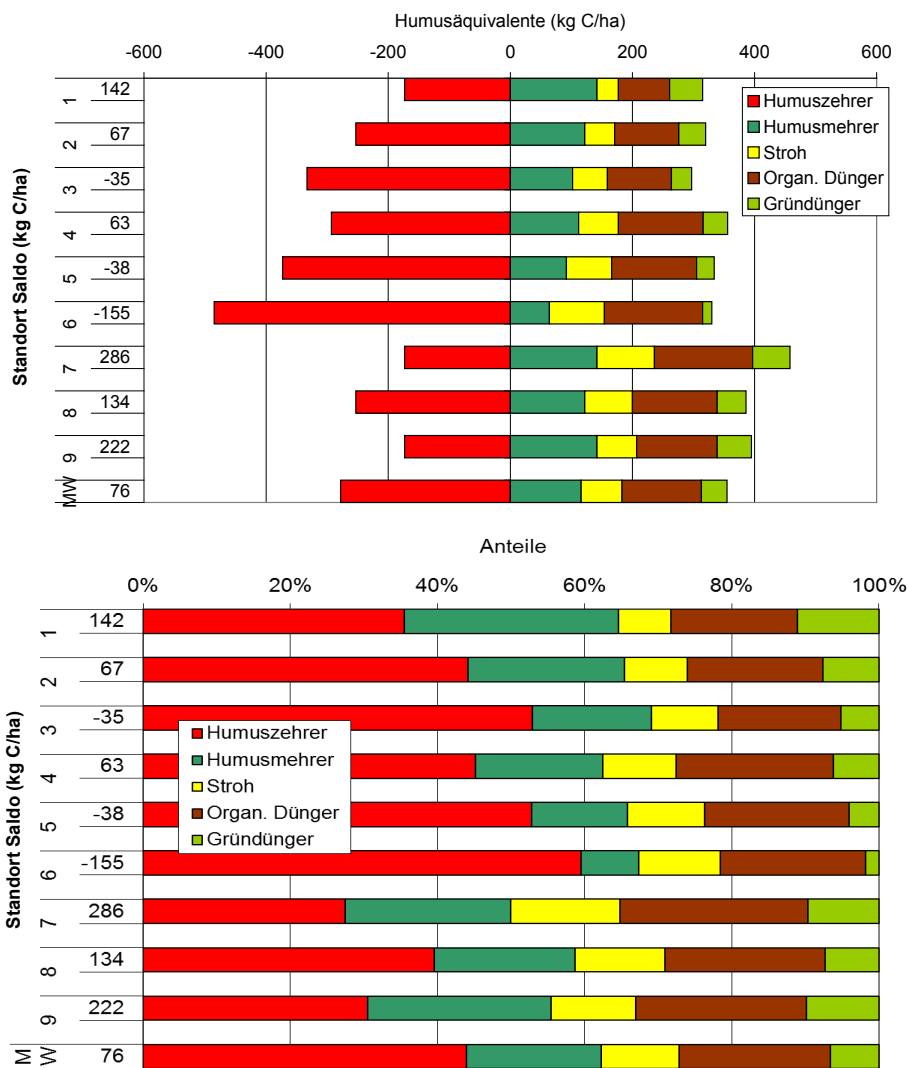 Humusäquivalente (kg C/ha)
-600 -400 -200 0 200 400 600
Standort Saldo (kg C/ha)
1 142
2 67
3 -35
4 63
5 -38
6 -155
7 286
8 134
9 222
MW 76
Humuszehrer
Humusmehrer
Stroh
Organ. Dünger
Gründünger
Anteile
0% 20% 40% 60% 80% 100%
Standort Saldo (kg C/ha)
1 142
2 67
3 -35
4 63
5 -38
6 -155
7 286
8 134
9 222
M
W 76
Humuszehrer
Humusmehrer
Stroh
Organ. Dünger
Gründünger